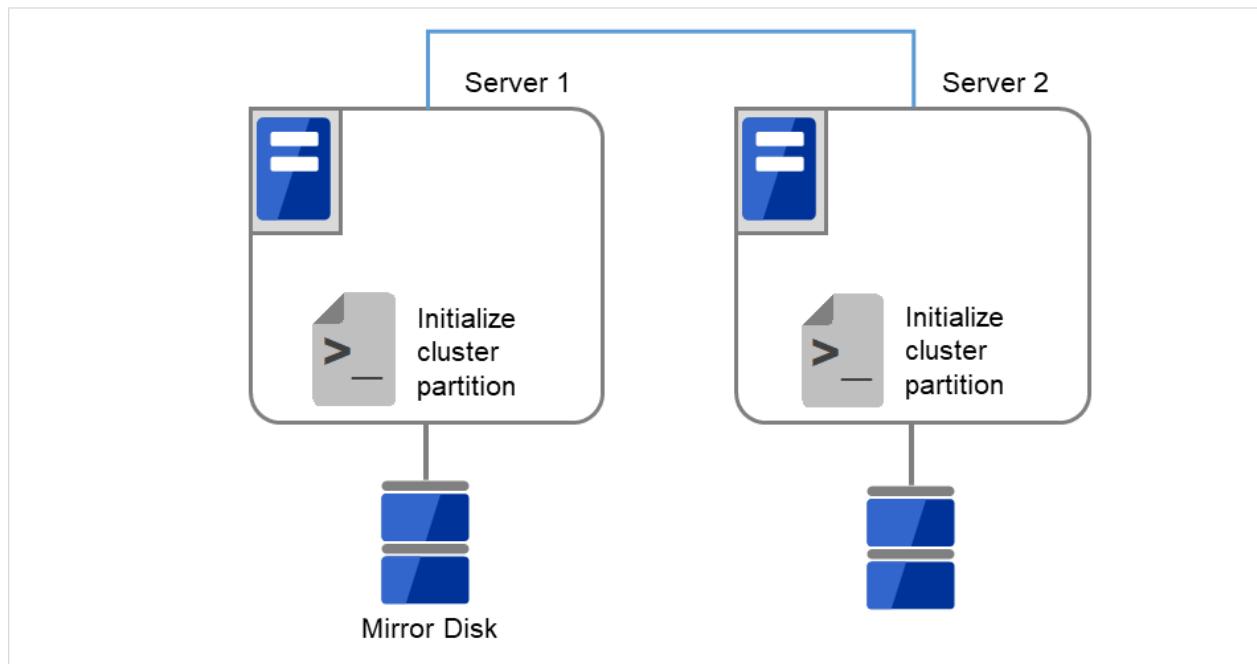 Server 1
Server 2
Initialize
cluster
partition
>_
Initialize
cluster
partition
>_
Mirror Disk